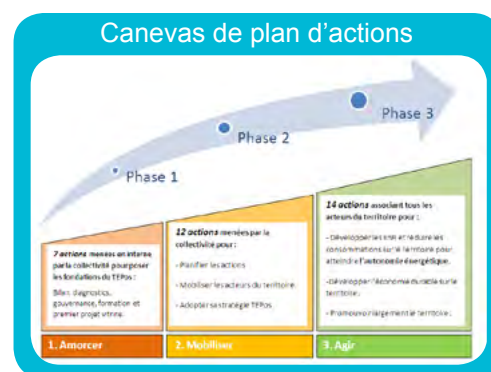 Canevas de plan d'actions
Phase 1
Phase 2
Phase 3
7 actions menées en interne
par la collectivité pour poser
les fondations du TEPos :
Bilan, diagnostics,
gouvernance, formation et
premier projet vitrine.
1. Amorcer
12 actions menées par la
collectivité pour :
- Planifier les actions
- Mobiliser les acteurs du territoire.
- Adopter sa stratégie TEPos
2. Mobiliser
14 actions associant tous les
acteurs du territoire pour :
- Développer les ENR et réduire les
consommations sur le territoire pour
atteindre l'autonomie énergétique.
- Développer l'économie durable sur le
territoire.
- Promouvoir largement le territoire.
3. Agir